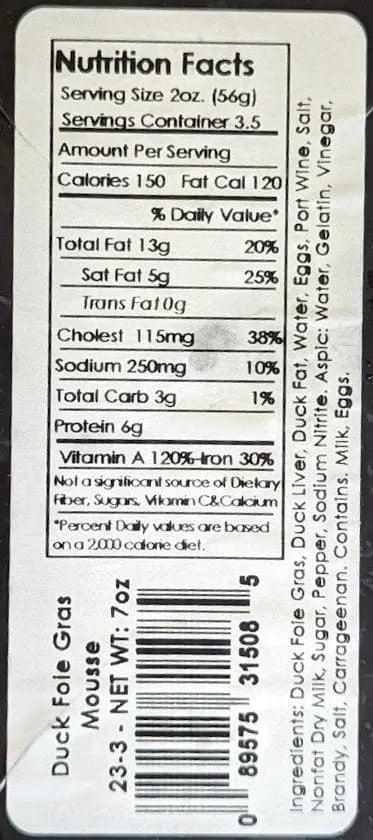 Nutrition Facts
Serving Size 2oz. (56g)
Servings Container 3.5
Amount Per Serving
Calories 150 Fat Cal 120
% Daily Value*
Total Fat 13g 20%
Sat Fat 5g 25%
Trans Fat 0g
Cholest 115mg 38%
Sodium 250mg 10%
Total Carb 3g 1%
Protein 6g
Vitamin A 120%-Iron 30%
Not a significant source of Dietary
Fiber, Sugars, Vitamin C&Calcium
*Percent Daily values are based
on a 2,000 calorie diet.
Duck Foie Gras
Mousse
23-3 - NET WT: 7oz
0 89575 31508 5
Ingredients: Duck Foie Gras, Duck Liver, Duck Fat, Water, Eggs, Port Wine, Salt,
Nonfat Dry Milk, Sugar, Pepper, Sodium Nitrite. Aspic: Water, Gelatin, Vinegar,
Brandy, Salt, Carrageenan. Contains: Milk, Eggs.